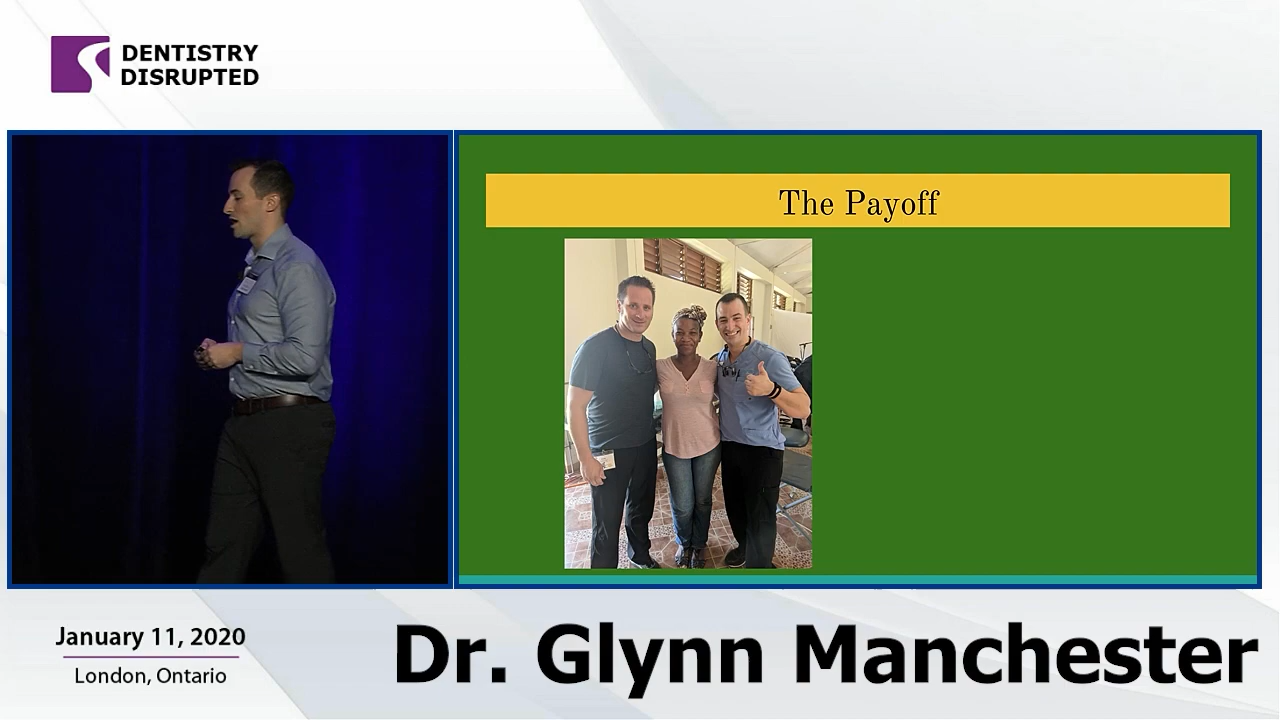 DENTISTRY
DISRUPTED
The Payoff
January 11, 2020
London, Ontario
Dr. Glynn Manchester